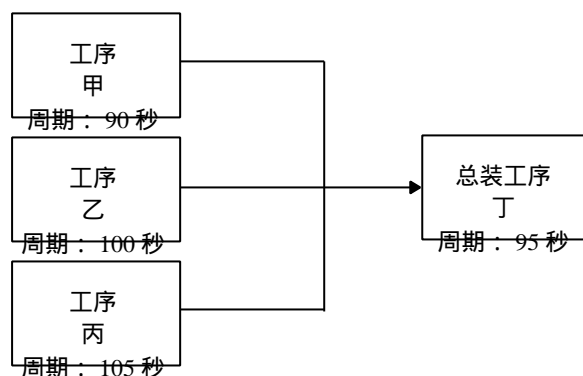 工序
甲
周期：90 秒
工序
乙
周期：100 秒
工序
丙
周期：105 秒
总装工序
丁
周期：95 秒